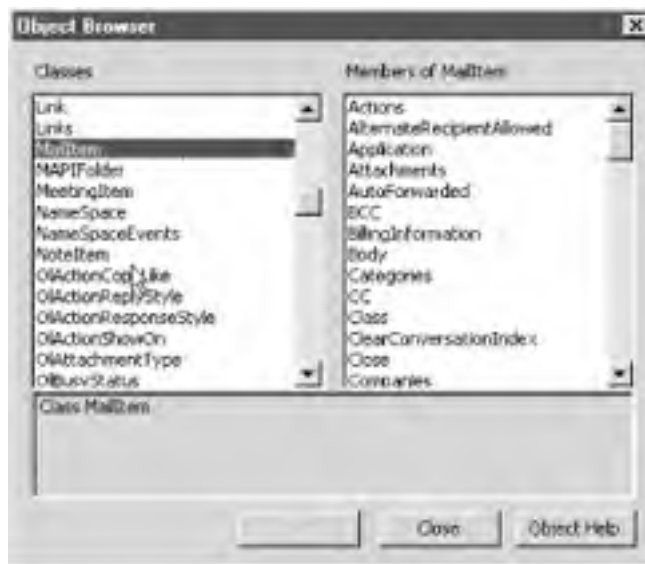 Object Browser
Classes
Link
Links
MailItem
MAPIFolder
MeetingItem
NameSpace
NameSpaceEvents
NoteItem
OlActionCopyLike
OlActionReplyStyle
OlActionResponseStyle
OlActionShowOn
OlAttachmentType
OlBusyStatus
Members of MailItem
Actions
AlternateRecipientAllowed
Application
Attachments
AutoForwarded
BCC
BillingInformation
Body
Categories
CC
Class
ClearConversationIndex
Close
Companies
Class MailItem
Close
Object Help